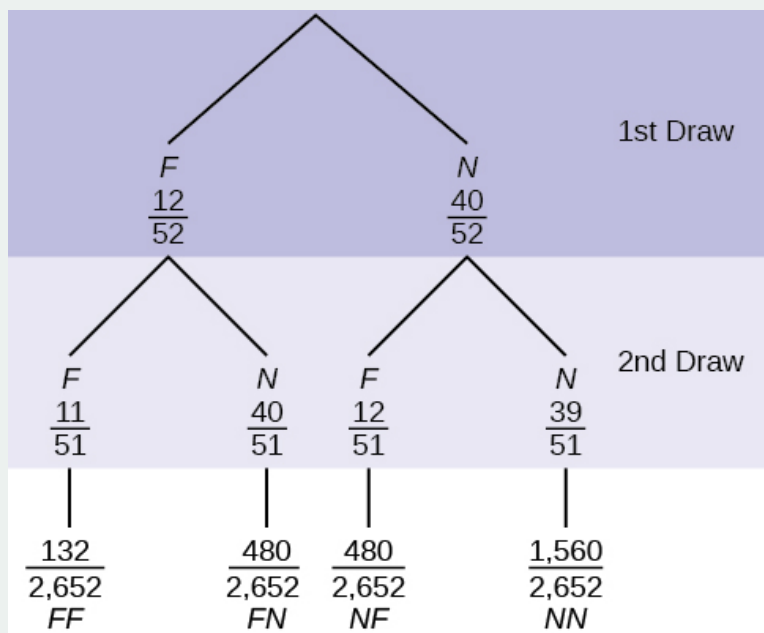 1st Draw
F N
12 40
52 52
2nd Draw
F N F N
11 40 12 39
51 51 51 51
132 480 480 1,560
2,652 2,652 2,652 2,652
FF FN NF NN